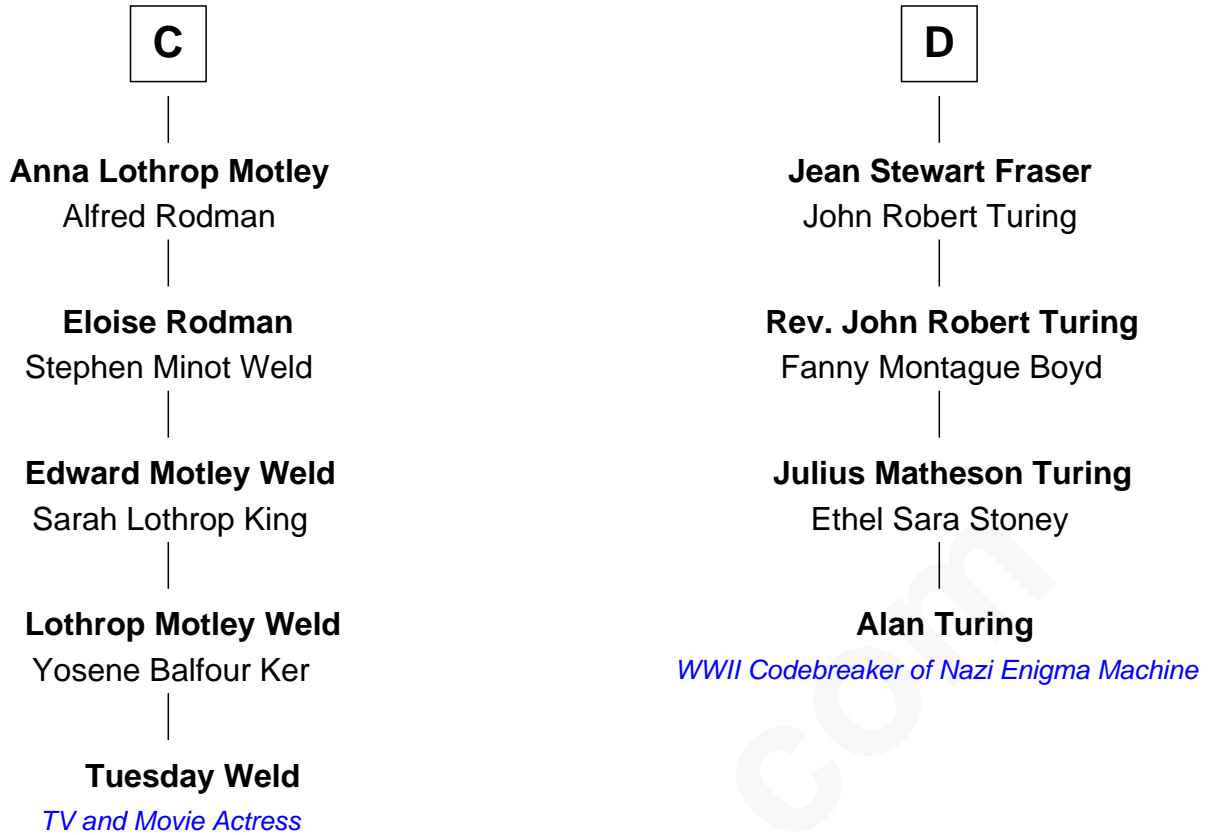 C
Anna Lothrop Motley
Alfred Rodman
Eloise Rodman
Stephen Minot Weld
Edward Motley Weld
Sarah Lothrop King
Lothrop Motley Weld
Yosene Balfour Ker
Tuesday Weld
TV and Movie Actress
D
Jean Stewart Fraser
John Robert Turing
Rev. John Robert Turing
Fanny Montague Boyd
Julius Matheson Turing
Ethel Sara Stoney
Alan Turing
WWII Codebreaker of Nazi Enigma Machine
com